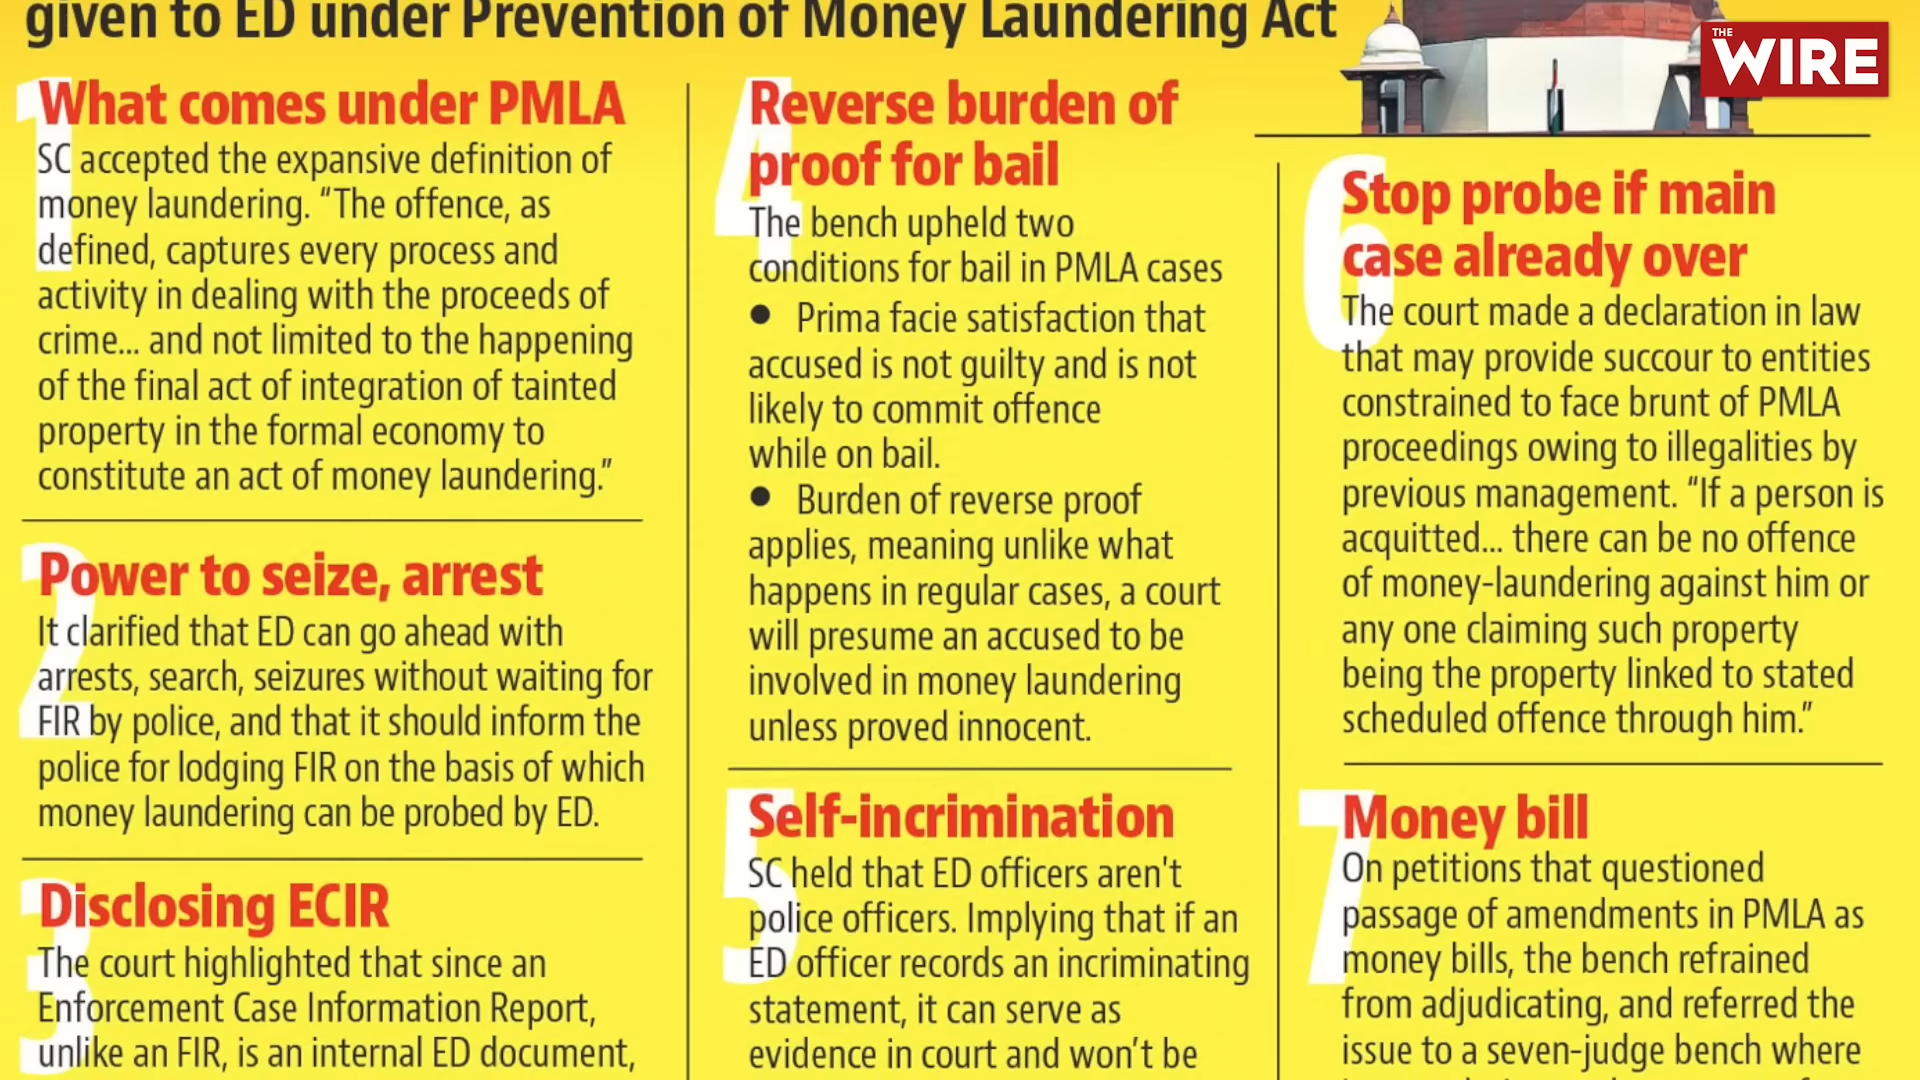 given to ED under Prevention of Money Laundering Act
THE
WIRE
1
What comes under PMLA
SC accepted the expansive definition of
money laundering. “The offence, as
defined, captures every process and
activity in dealing with the proceeds of
crime... and not limited to the happening
of the final act of integration of tainted
property in the formal economy to
constitute an act of money laundering.”
2
Power to seize, arrest
It clarified that ED can go ahead with
arrests, search, seizures without waiting for
FIR by police, and that it should inform the
police for lodging FIR on the basis of which
money laundering can be probed by ED.
3
Disclosing ECIR
The court highlighted that since an
Enforcement Case Information Report,
unlike an FIR, is an internal ED document,
4
Reverse burden of
proof for bail
The bench upheld two
conditions for bail in PMLA cases
● Prima facie satisfaction that
accused is not guilty and is not
likely to commit offence
while on bail.
● Burden of reverse proof
applies, meaning unlike what
happens in regular cases, a court
will presume an accused to be
involved in money laundering
unless proved innocent.
5
Self-incrimination
SC held that ED officers aren't
police officers. Implying that if an
ED officer records an incriminating
statement, it can serve as
evidence in court and won't be
6
Stop probe if main
case already over
The court made a declaration in law
that may provide succour to entities
constrained to face brunt of PMLA
proceedings owing to illegalities by
previous management. “If a person is
acquitted... there can be no offence
of money-laundering against him or
any one claiming such property
being the property linked to stated
scheduled offence through him.”
7
Money bill
On petitions that questioned
passage of amendments in PMLA as
money bills, the bench refrained
from adjudicating, and referred the
issue to a seven-judge bench where